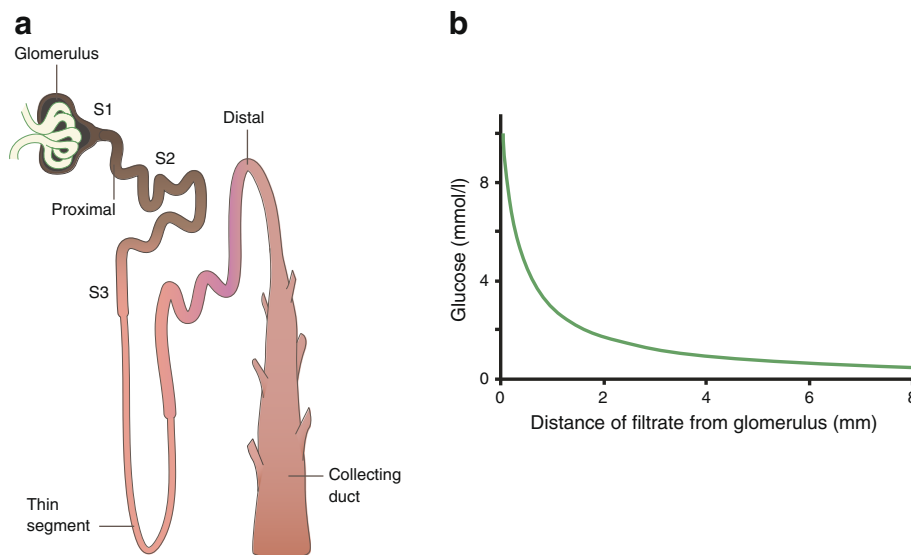 a
Glomerulus
S1
S2
Proximal
Distal
S3
Thin
segment
Collecting
duct
b
Glucose (mmol/l)
8
4
0
0 2 4 6 8
Distance of filtrate from glomerulus (mm)